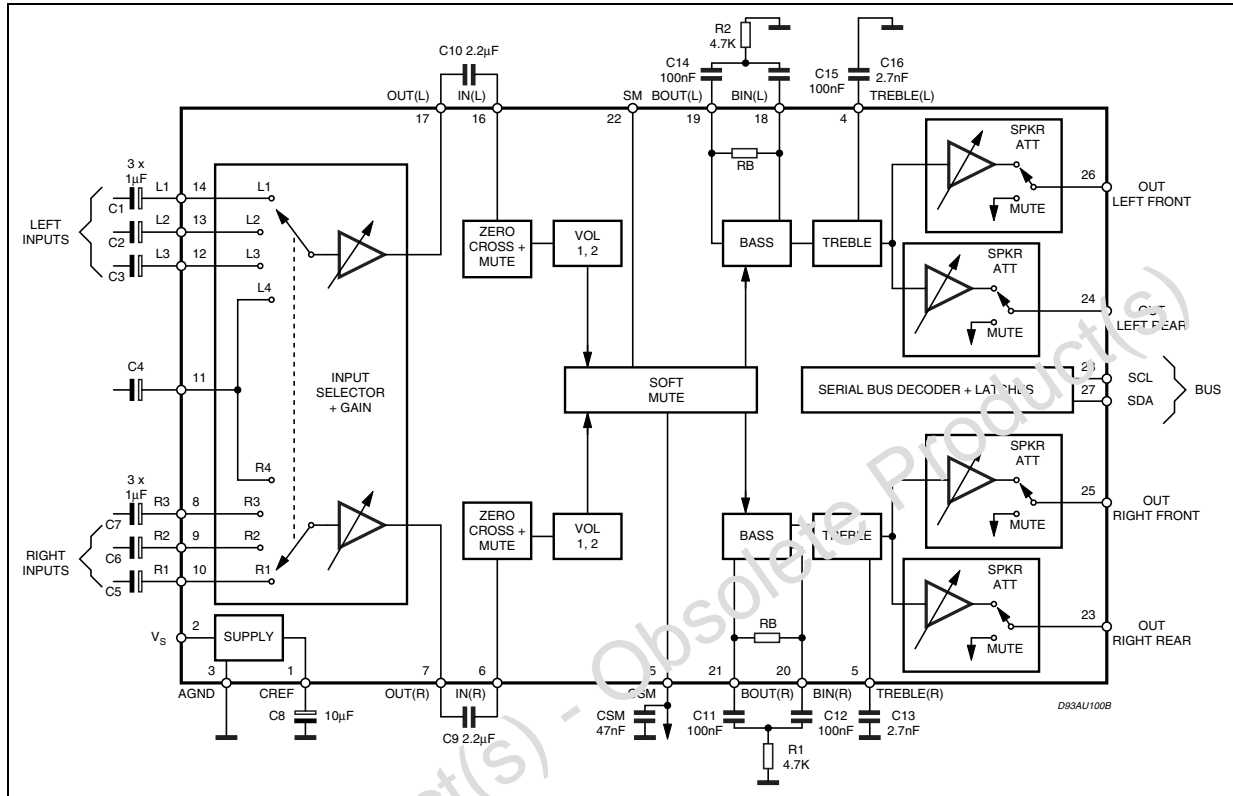 R2
4.7K
C10 2.2µF
C14
100nF
C15
100nF
C16
2.7nF
OUT(L)
IN(L)
SM
BOUT(L)
BIN(L)
TREBLE(L)
17
16
22
19
18
4
3 x
1µF
L1
14
L1
C1
L2
13
L2
C2
L3
12
L3
C3
L4
LEFT
INPUTS
C4
11
INPUT
SELECTOR
+ GAIN
R4
3 x
1µF
R3
8
R3
C7
R2
9
R2
C6
R1
10
R1
C5
RIGHT
INPUTS
ZERO
CROSS +
MUTE
VOL
1, 2
RB
BASS
TREBLE
SPKR
ATT
MUTE
26
OUT
LEFT FRONT
SPKR
ATT
MUTE
24
OUT
LEFT REAR
SOFT
MUTE
SERIAL BUS DECODER + LATCHES
28
SCL
27
SDA
BUS
ZERO
CROSS +
MUTE
VOL
1, 2
BASS
TREBLE
RB
SPKR
ATT
MUTE
25
OUT
RIGHT FRONT
SPKR
ATT
MUTE
23
OUT
RIGHT REAR
VS
2
SUPPLY
3
1
AGND
CREF
C8
10µF
7
6
OUT(R)
IN(R)
C9 2.2µF
CSM
CSM
47nF
21
20
5
BOUT(R)
BIN(R)
TREBLE(R)
C11
100nF
C12
100nF
C13
2.7nF
R1
4.7K
D93AU100B
(s) - Obsolete Product(s)